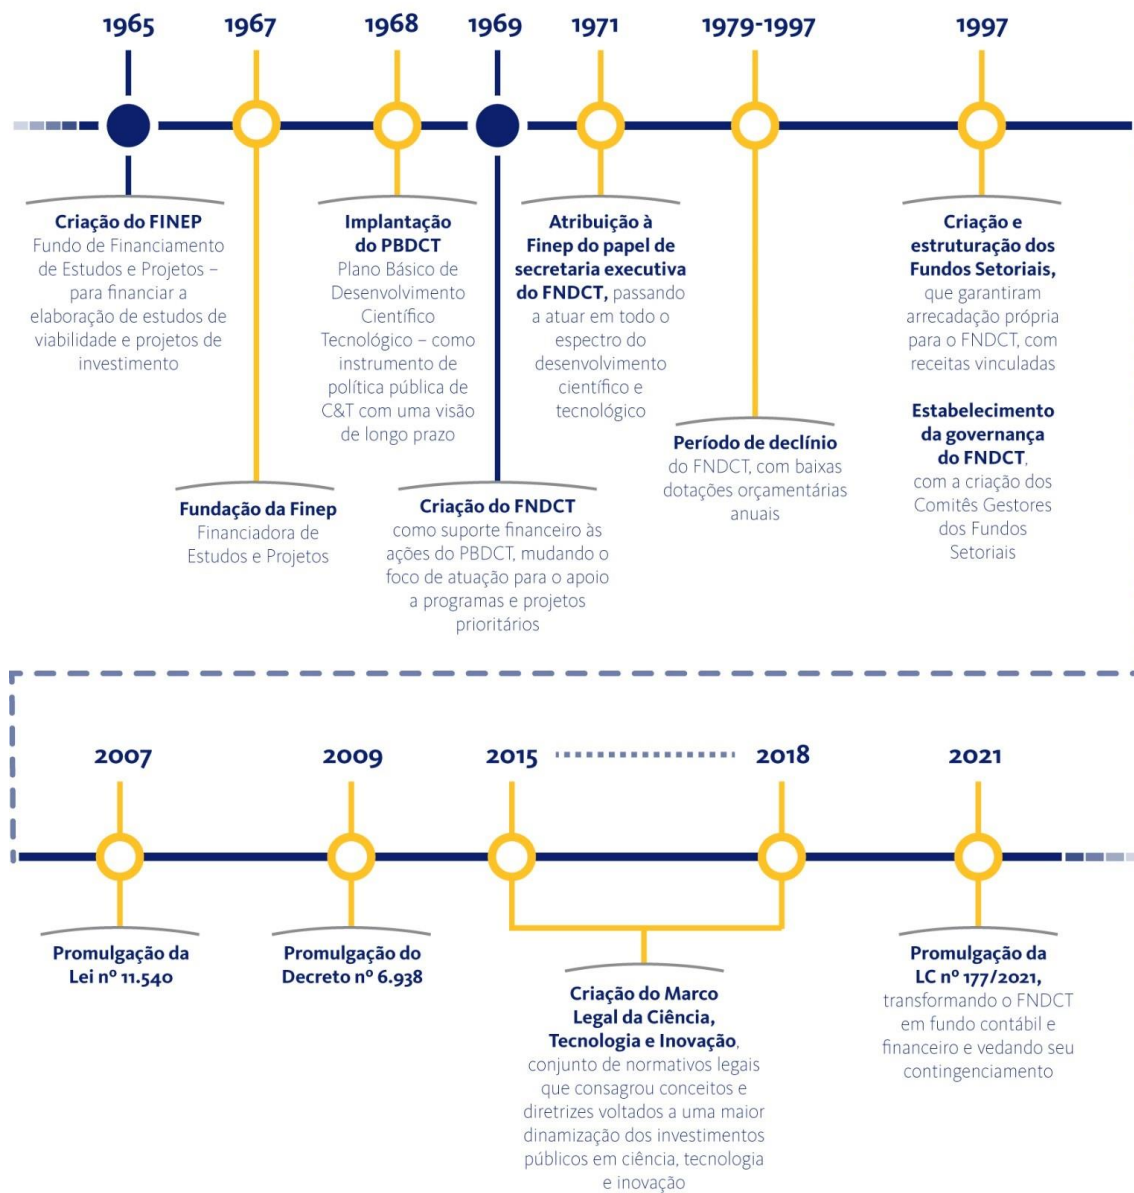 1965
1967
1968
1969
1971
1979-1997
1997
Criação do FINEP
Fundo de Financiamento
de Estudos e Projetos –
para financiar a
elaboração de estudos de
viabilidade e projetos de
investimento
Fundação da Finep
Financiadora de
Estudos e Projetos
Implantação
do PBDCT
Plano Básico de
Desenvolvimento
Científico
Tecnológico – como
instrumento de
política pública de
C&T com uma visão
de longo prazo
Criação do FNDCT
como suporte financeiro às
ações do PBDCT, mudando o
foco de atuação para o apoio
a programas e projetos
prioritários
Atribuição à
Finep do papel de
secretaria executiva
do FNDCT, passando
a atuar em todo o
espectro do
desenvolvimento
científico e
tecnológico
Período de declínio
do FNDCT, com baixas
dotações orçamentárias
anuais
Criação e
estruturação dos
Fundos Setoriais,
que garantiram
arrecadação própria
para o FNDCT, com
receitas vinculadas
Estabelecimento
da governança
do FNDCT,
com a criação dos
Comitês Gestores
dos Fundos
Setoriais
2007
2009
2015
2018
2021
Promulgação da
Lei nº 11.540
Promulgação do
Decreto nº 6.938
Criação do Marco
Legal da Ciência,
Tecnologia e Inovação,
conjunto de normativos legais
que consagrou conceitos e
diretrizes voltados a uma maior
dinamização dos investimentos
públicos em ciência, tecnologia
e inovação
Promulgação da
LC nº 177/2021,
transformando o FNDCT
em fundo contábil e
financeiro e vedando seu
contingenciamento